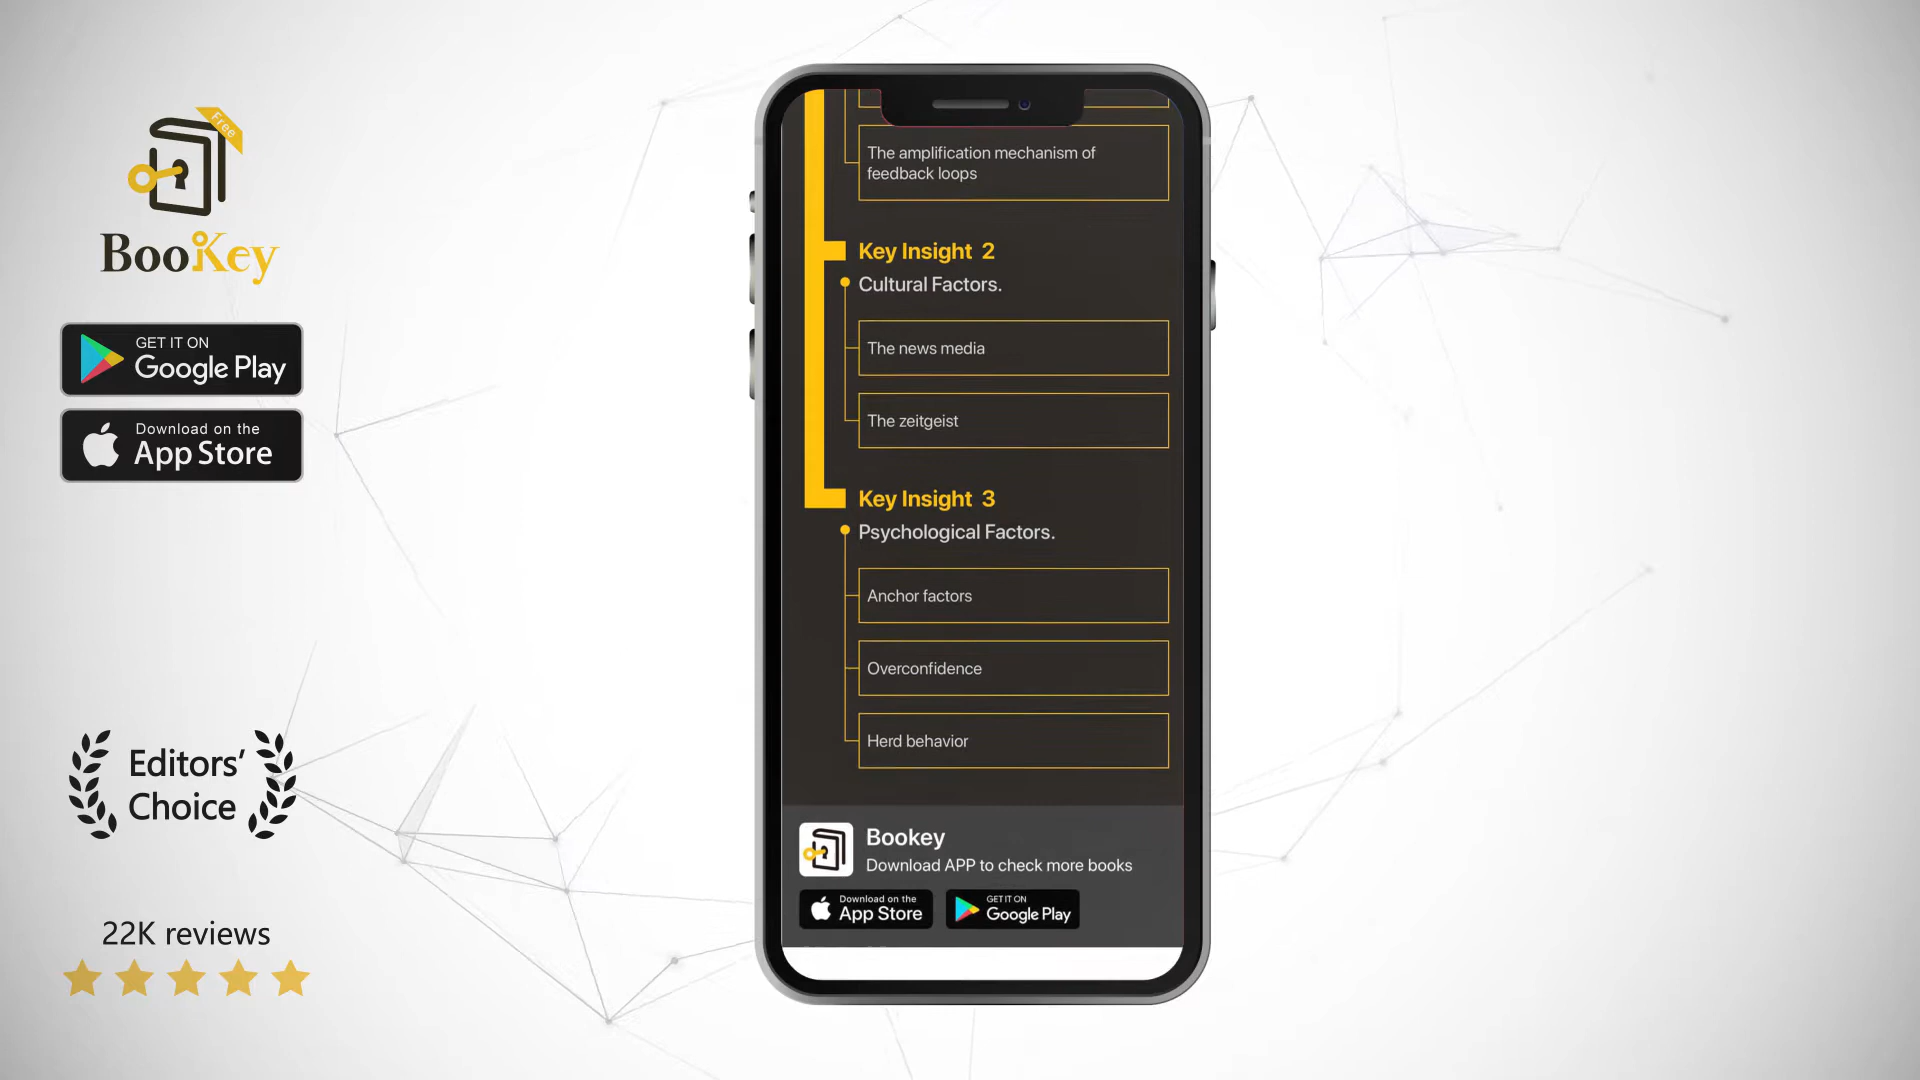 Free
BooKey
GET IT ON
Google Play
Download on the
App Store
Editors'
Choice
22K reviews
The amplification mechanism of
feedback loops
Key Insight 2
Cultural Factors.
The news media
The zeitgeist
Key Insight 3
Psychological Factors.
Anchor factors
Overconfidence
Herd behavior
Bookey
Download APP to check more books
Download on the
App Store
GET IT ON
Google Play